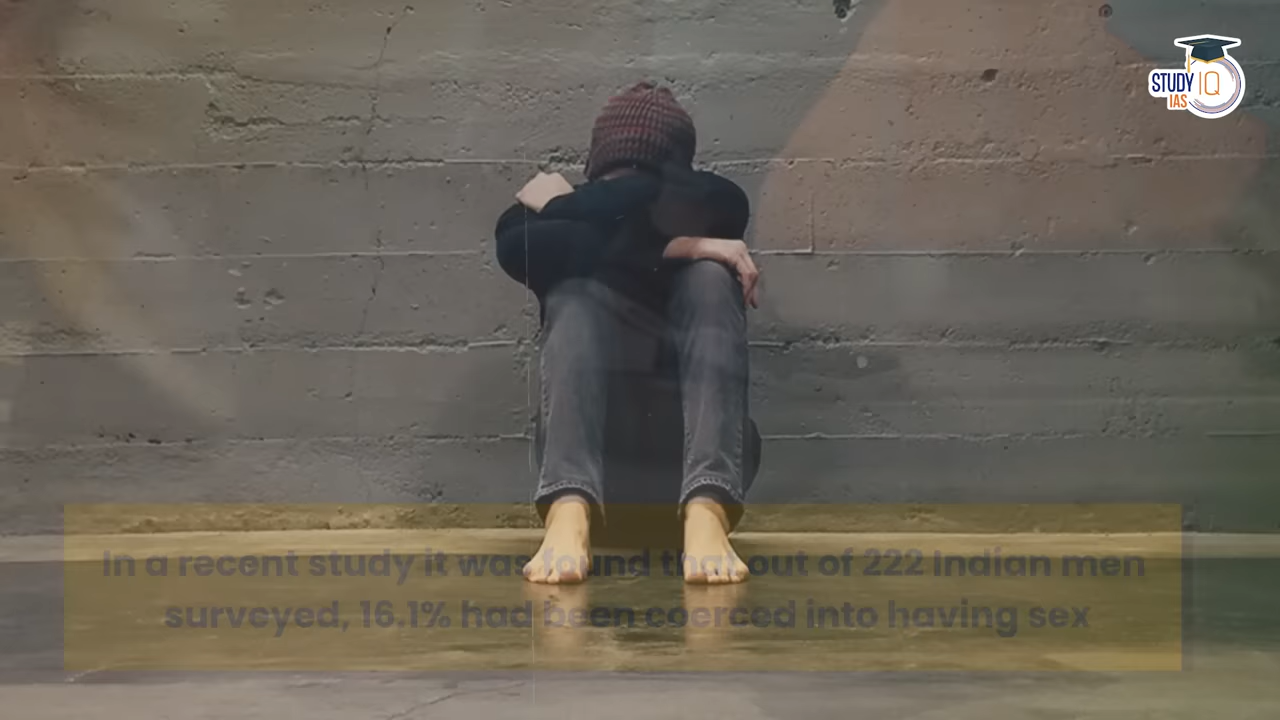 STUDY IQ
IAS
In a recent study it was found that out of 222 Indian men
surveyed, 16.1% had been coerced into having sex